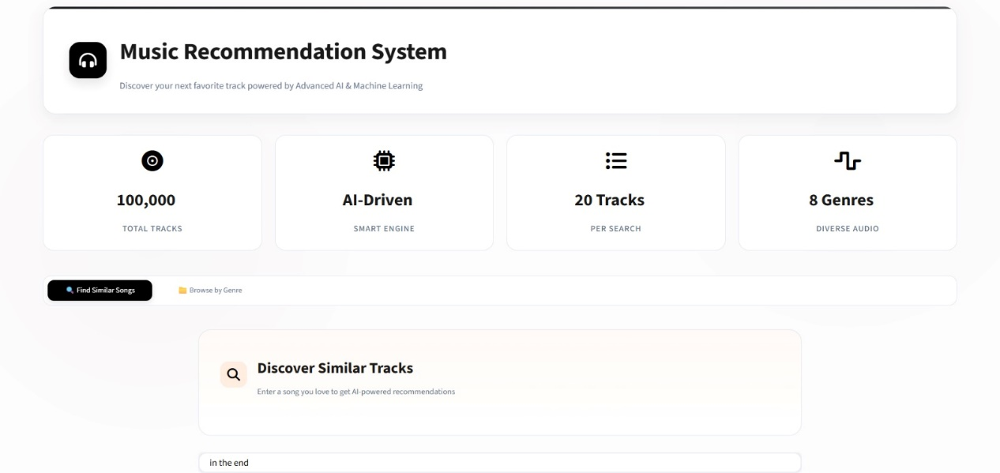 Music Recommendation System
Discover your next favorite track powered by Advanced AI & Machine Learning
100,000
TOTAL TRACKS
AI-Driven
SMART ENGINE
20 Tracks
PER SEARCH
8 Genres
DIVERSE AUDIO
Find Similar Songs
Browse by Genre
Discover Similar Tracks
Enter a song you love to get AI-powered recommendations
in the end